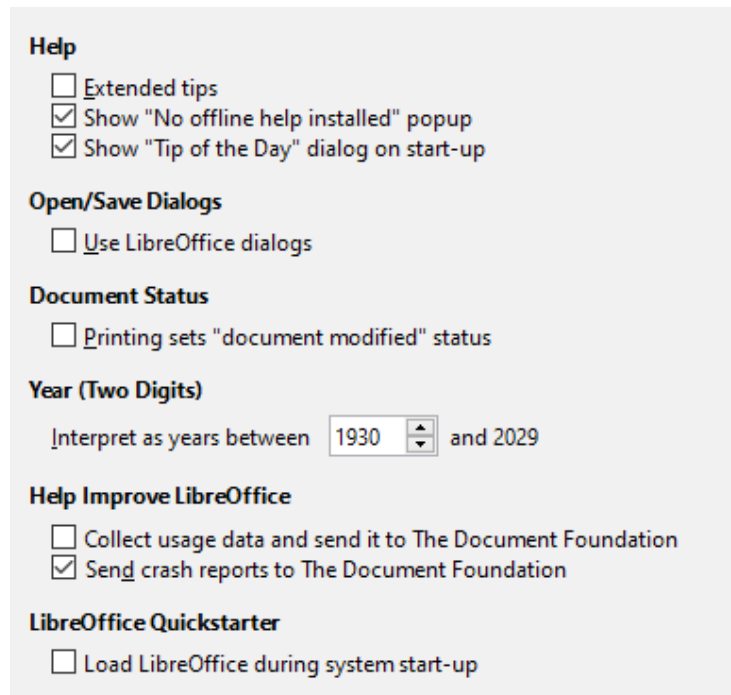 Help
Extended tips
Show "No offline help installed" popup
Show "Tip of the Day" dialog on start-up
Open/Save Dialogs
Use LibreOffice dialogs
Document Status
Printing sets "document modified" status
Year (Two Digits)
Interpret as years between 1930 and 2029
Help Improve LibreOffice
Collect usage data and send it to The Document Foundation
Send crash reports to The Document Foundation
LibreOffice Quickstarter
Load LibreOffice during system start-up